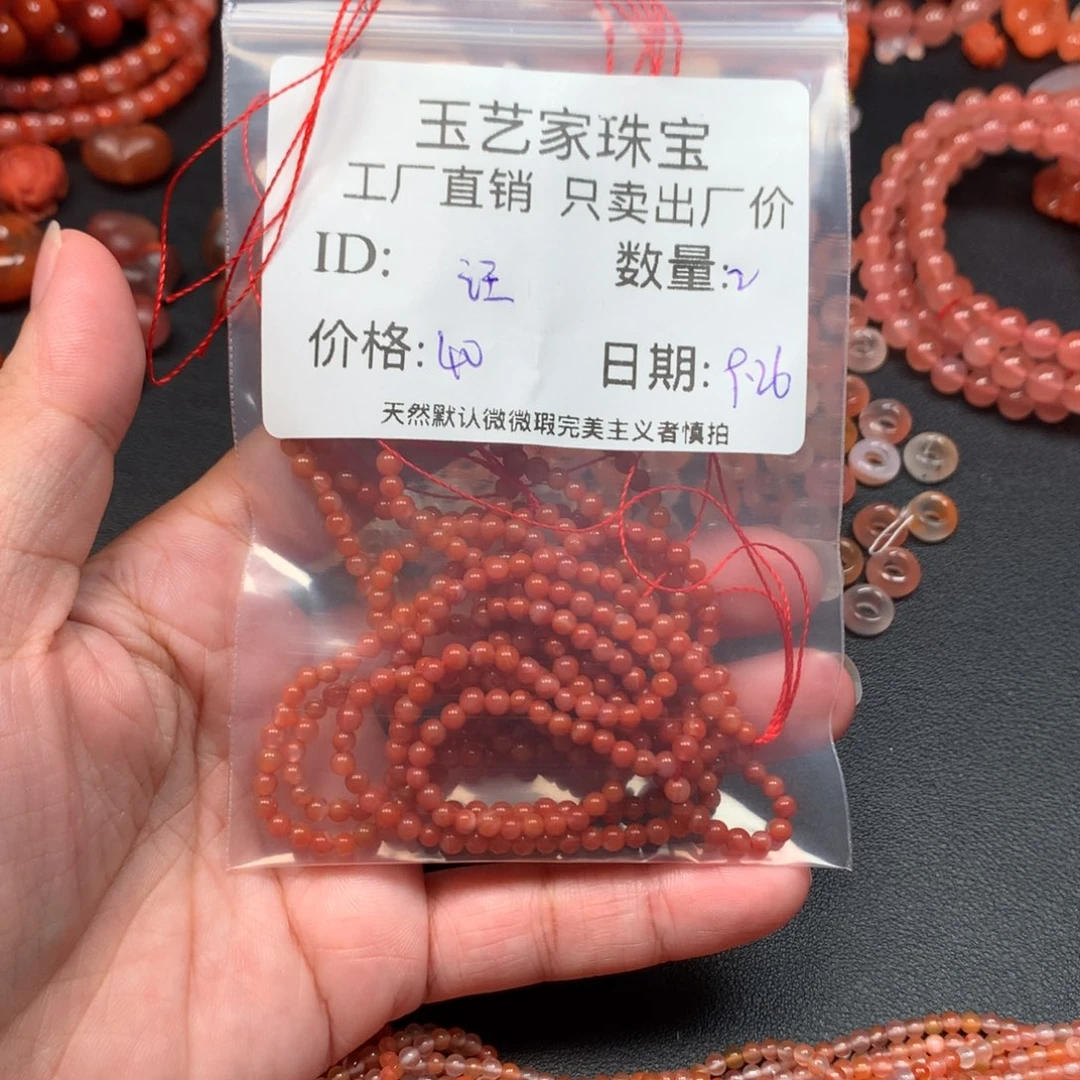 玉艺家珠宝
工厂直销 只卖出厂价
ID: 汪 数量:2
价格:40 日期:9.26
天然默认微微瑕完美主义者慎拍